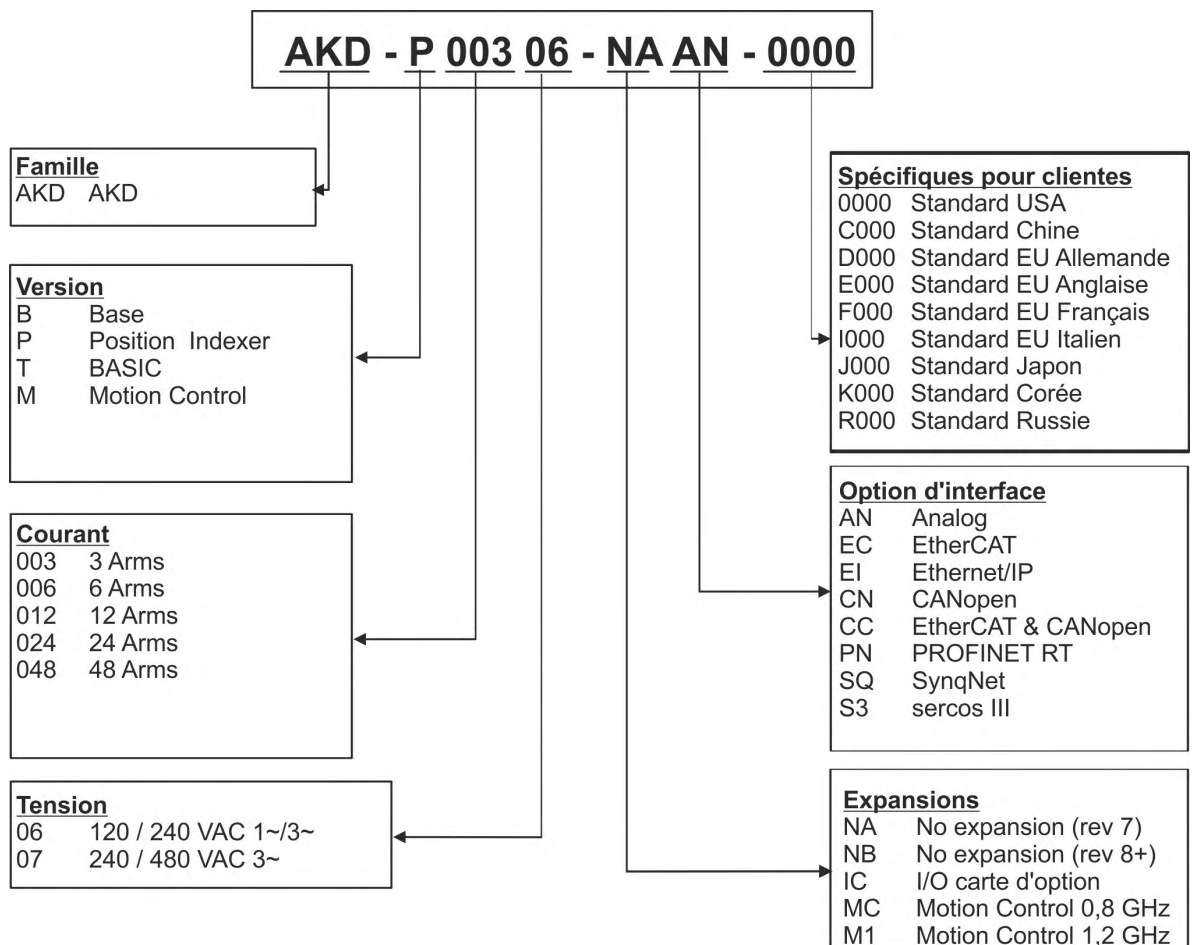 AKD - P 003 06 - NA AN - 0000
Famille
AKD AKD
Version
B Base
P Position Indexer
T BASIC
M Motion Control
Courant
003 3 Arms
006 6 Arms
012 12 Arms
024 24 Arms
048 48 Arms
Tension
06 120 / 240 VAC 1~/3~
07 240 / 480 VAC 3~
Spécifiques pour clientes
0000 Standard USA
C000 Standard Chine
D000 Standard EU Allemande
E000 Standard EU Anglaise
F000 Standard EU Français
I000 Standard EU Italien
J000 Standard Japon
K000 Standard Corée
R000 Standard Russie
Option d'interface
AN Analog
EC EtherCAT
EI Ethernet/IP
CN CANopen
CC EtherCAT & CANopen
PN PROFINET RT
SQ SynqNet
S3 sercos III
Expansions
NA No expansion (rev 7)
NB No expansion (rev 8+)
IC I/O carte d'option
MC Motion Control 0,8 GHz
M1 Motion Control 1,2 GHz